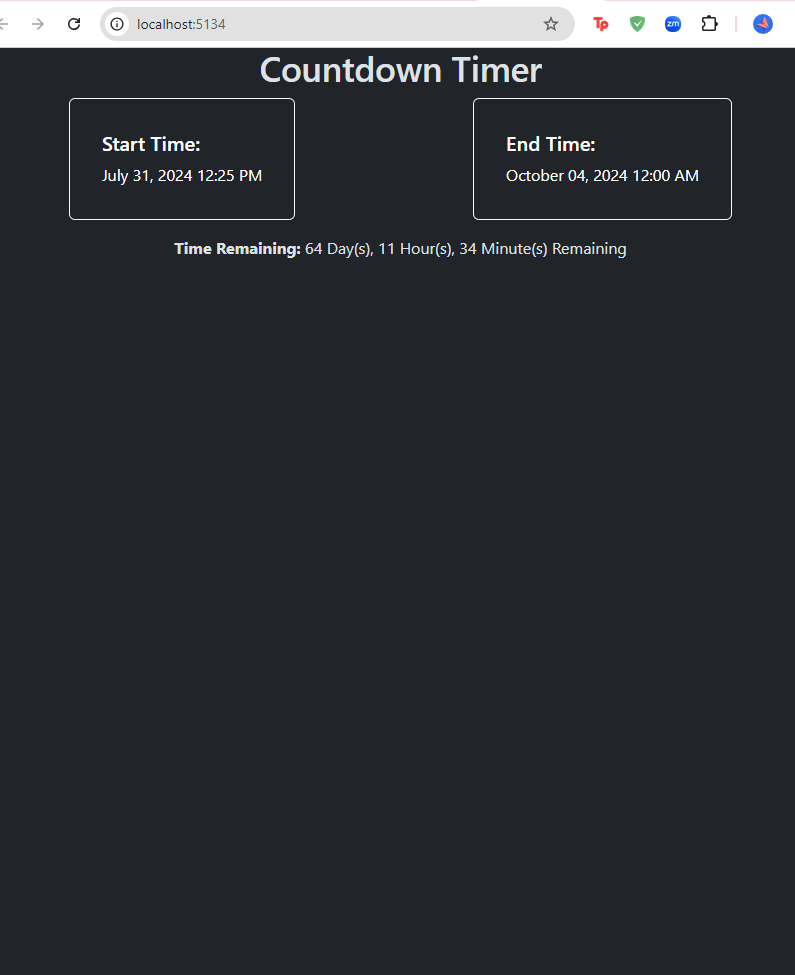 localhost:5134
Tp
zm
Countdown Timer
Start Time:
July 31, 2024 12:25 PM
End Time:
October 04, 2024 12:00 AM
Time Remaining: 64 Day(s), 11 Hour(s), 34 Minute(s) Remaining